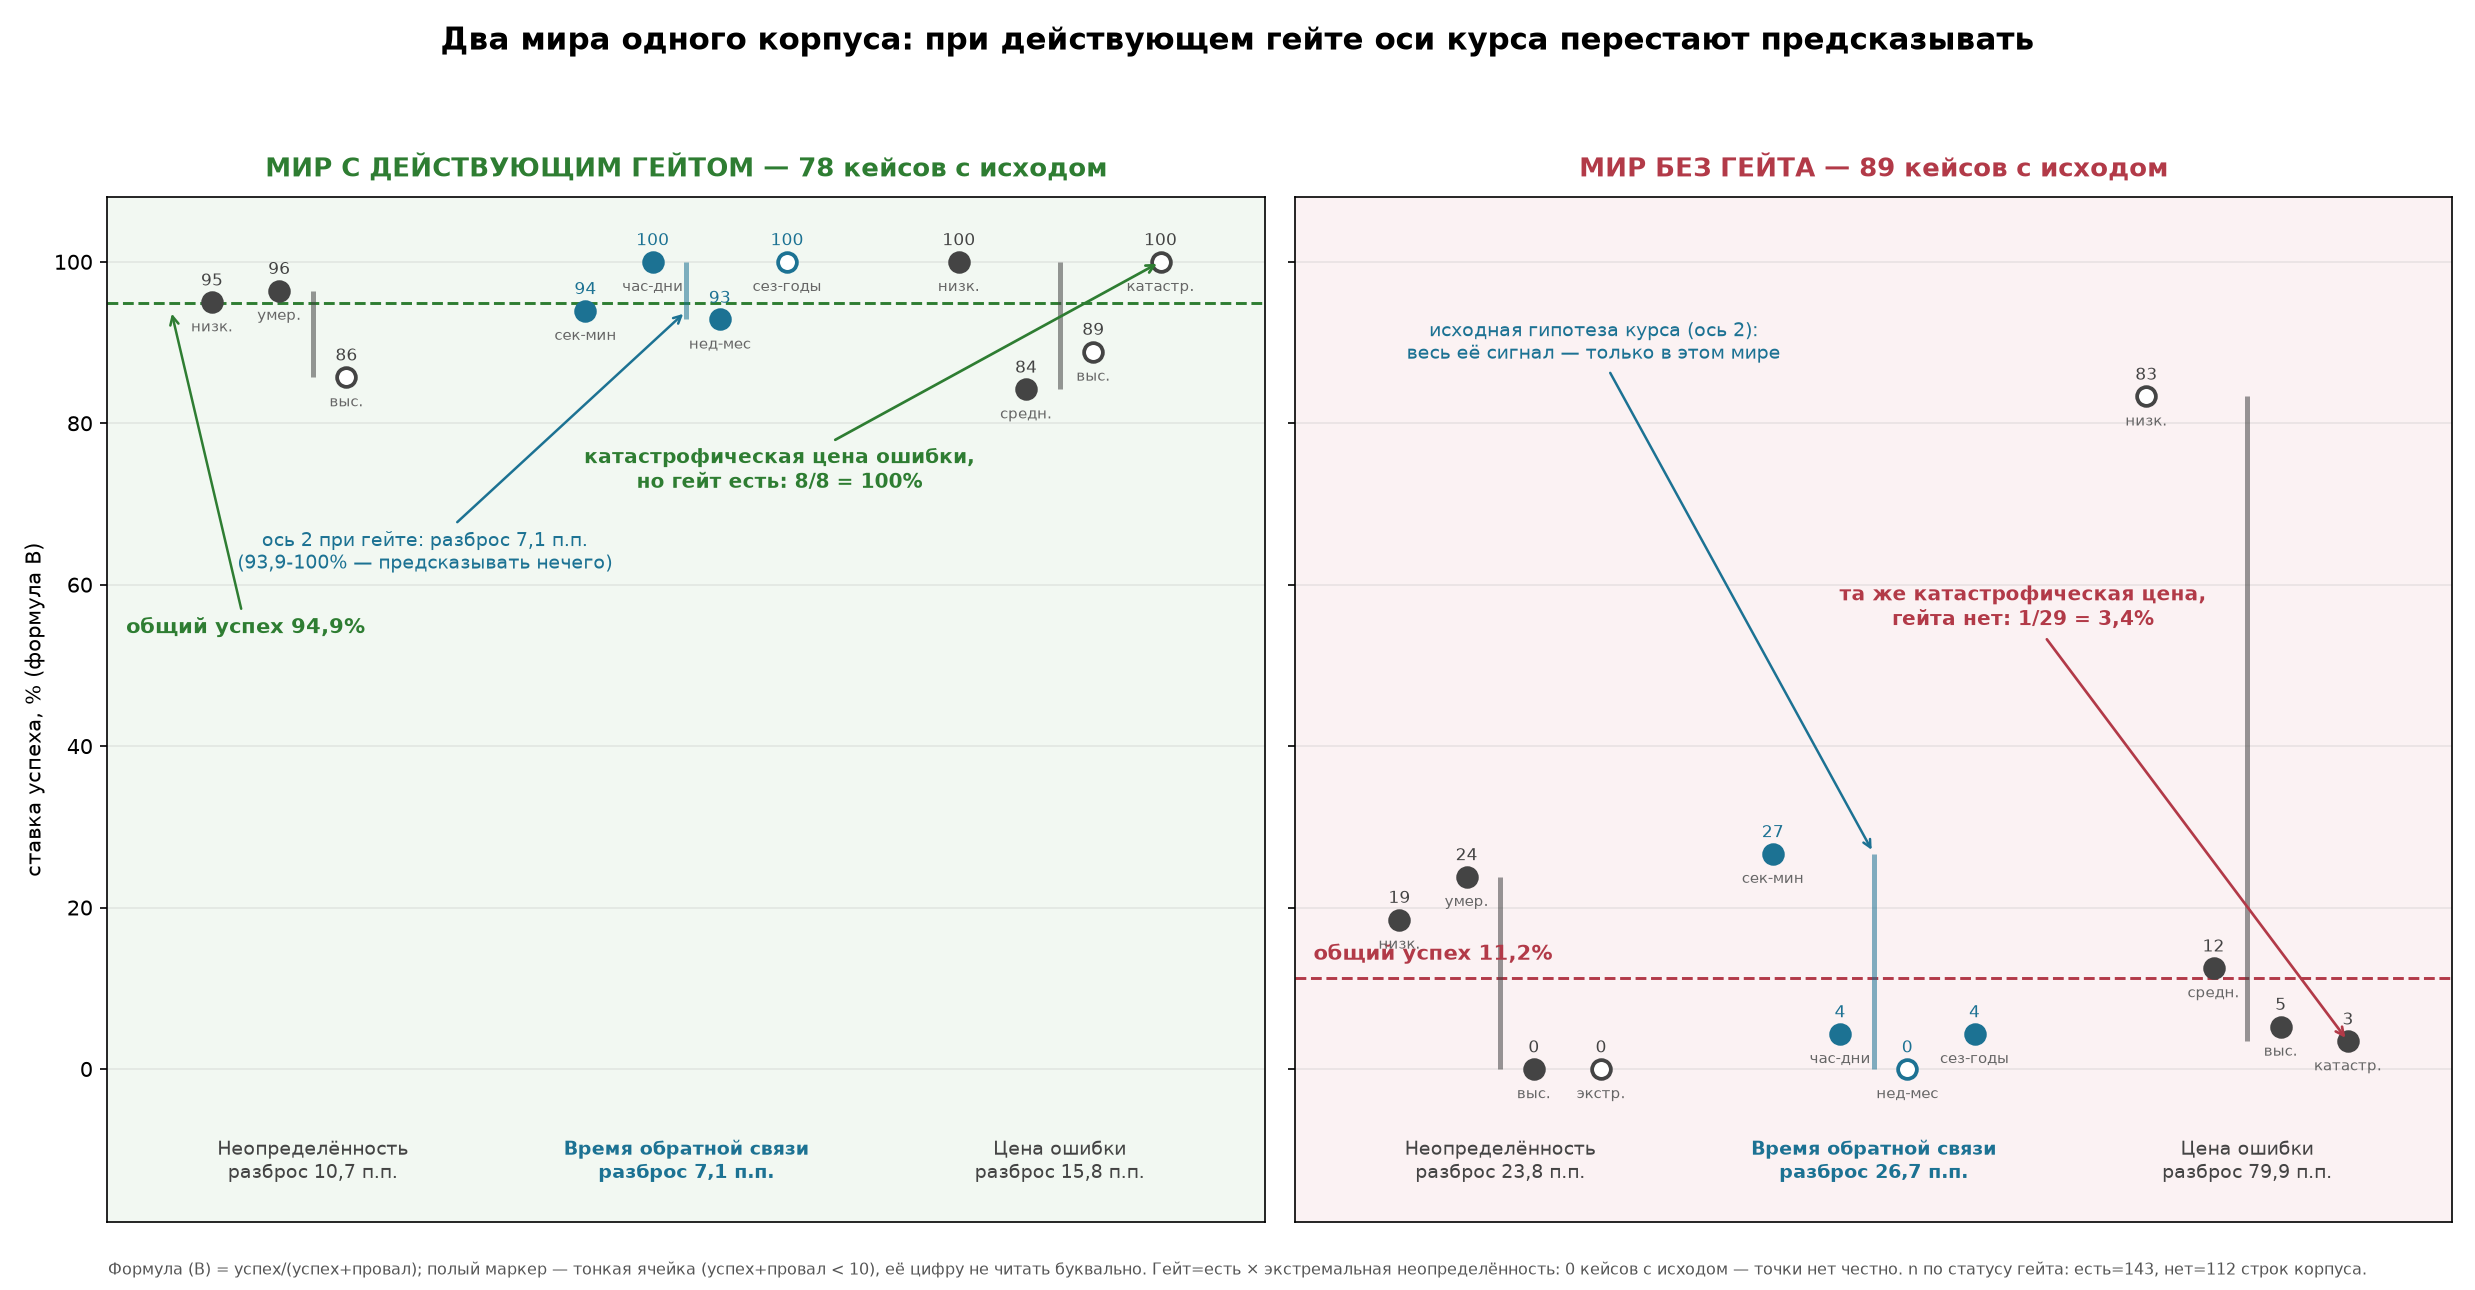 Два мира одного корпуса: при действующем гейте оси курса перестают предсказывать
МИР С ДЕЙСТВУЮЩИМ ГЕЙТОМ — 78 кейсов с исходом
ставка успеха, % (формула B)
100
80
60
40
20
0
95
низк.
96
умер.
86
выс.
94
сек-мин
100
час-дни
93
нед-мес
100
сез-годы
100
низк.
84
средн.
89
выс.
100
катастр.
катастрофическая цена ошибки,
но гейт есть: 8/8 = 100%
ось 2 при гейте: разброс 7,1 п.п.
(93,9-100% — предсказывать нечего)
общий успех 94,9%
Неопределённость
разброс 10,7 п.п.
Время обратной связи
разброс 7,1 п.п.
Цена ошибки
разброс 15,8 п.п.
МИР БЕЗ ГЕЙТА — 89 кейсов с исходом
исходная гипотеза курса (ось 2):
весь её сигнал — только в этом мире
та же катастрофическая цена,
гейта нет: 1/29 = 3,4%
19
низк.
24
умер.
0
выс.
0
экстр.
общий успех 11,2%
27
сек-мин
4
час-дни
0
нед-мес
4
сез-годы
83
низк.
12
средн.
5
выс.
3
катастр.
Неопределённость
разброс 23,8 п.п.
Время обратной связи
разброс 26,7 п.п.
Цена ошибки
разброс 79,9 п.п.
Формула (B) = успех/(успех+провал); полый маркер — тонкая ячейка (успех+провал < 10), её цифру не читать буквально. Гейт=есть × экстремальная неопределённость: 0 кейсов с исходом — точки нет честно. n по статусу гейта: есть=143, нет=112 строк корпуса.